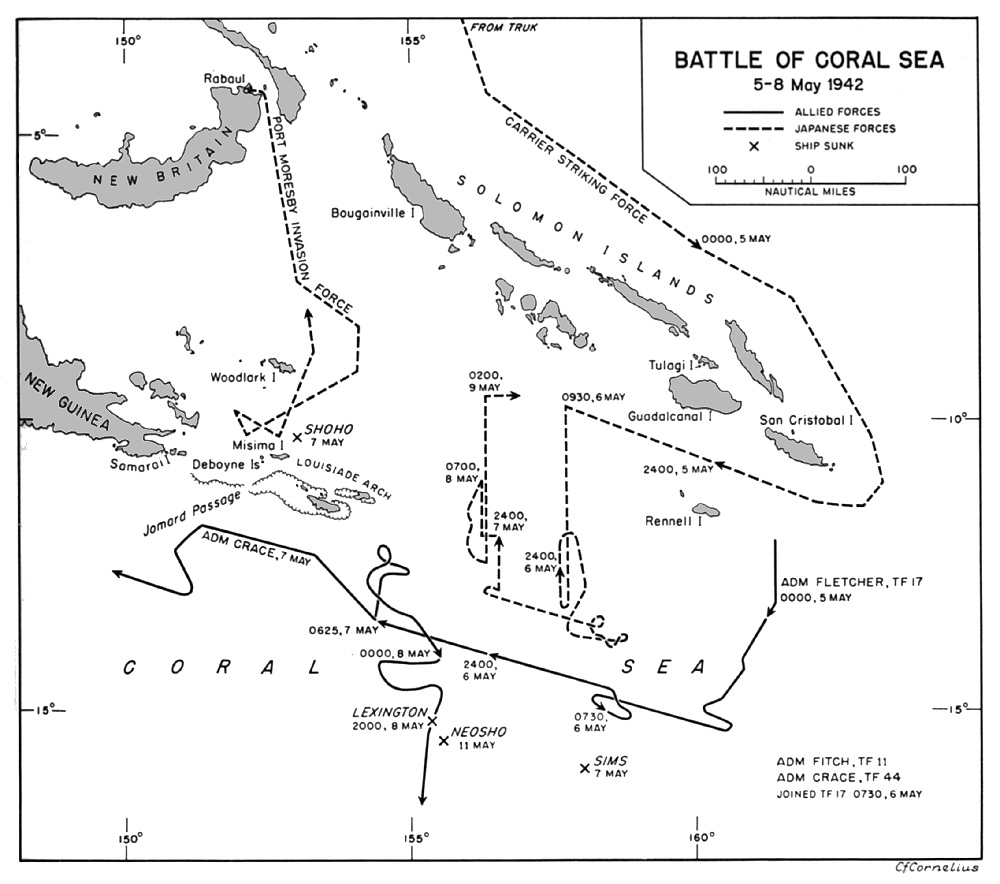 150°
155°
FROM TRUK
BATTLE OF CORAL SEA
5-8 May 1942
ALLIED FORCES
JAPANESE FORCES
SHIP SUNK
100 0 100
NAUTICAL MILES
Rabaul
5°
NEW BRITAIN
PORT MORESBY INVASION FORCE
CARRIER STRIKING FORCE
0000, 5 MAY
Bougainville I
SOLOMON ISLANDS
Woodlark I
Tulagi I
Guadalcanal I
San Cristobal I
0200,
9 MAY
0930, 6 MAY
10°
NEW GUINEA
SHOHO
7 MAY
Misima I
Samarai I
Deboyne Is
LOUISIADE ARCH
Jomard Passage
0700,
8 MAY
2400, 5 MAY
2400,
7 MAY
Rennell I
ADM CRACE, 7 MAY
2400,
6 MAY
ADM FLETCHER, TF 17
0000, 5 MAY
0625, 7 MAY
0000, 8 MAY
2400,
6 MAY
CORAL SEA
15°
15°
LEXINGTON
2000, 8 MAY
NEOSHO
11 MAY
0730,
6 MAY
SIMS
7 MAY
ADM FITCH, TF 11
ADM CRACE, TF 44
JOINED TF 17 0730, 6 MAY
150°
155°
160°
CfCornelius